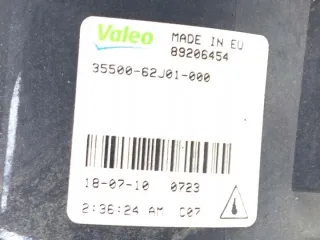 Valeo MADE IN EU
89206454
35500-62J01-000
18-07-10 0723
2:36:24 AM C07